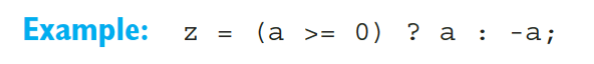 Example: z = (a >= 0) ? a : -a;